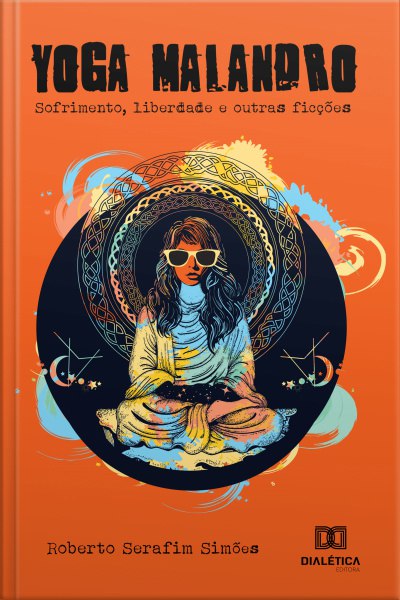 YOGA MALANDRO
Sofrimento, liberdade e outras ficções
Roberto Serafim Simões
DIALÉTICA
EDITORA